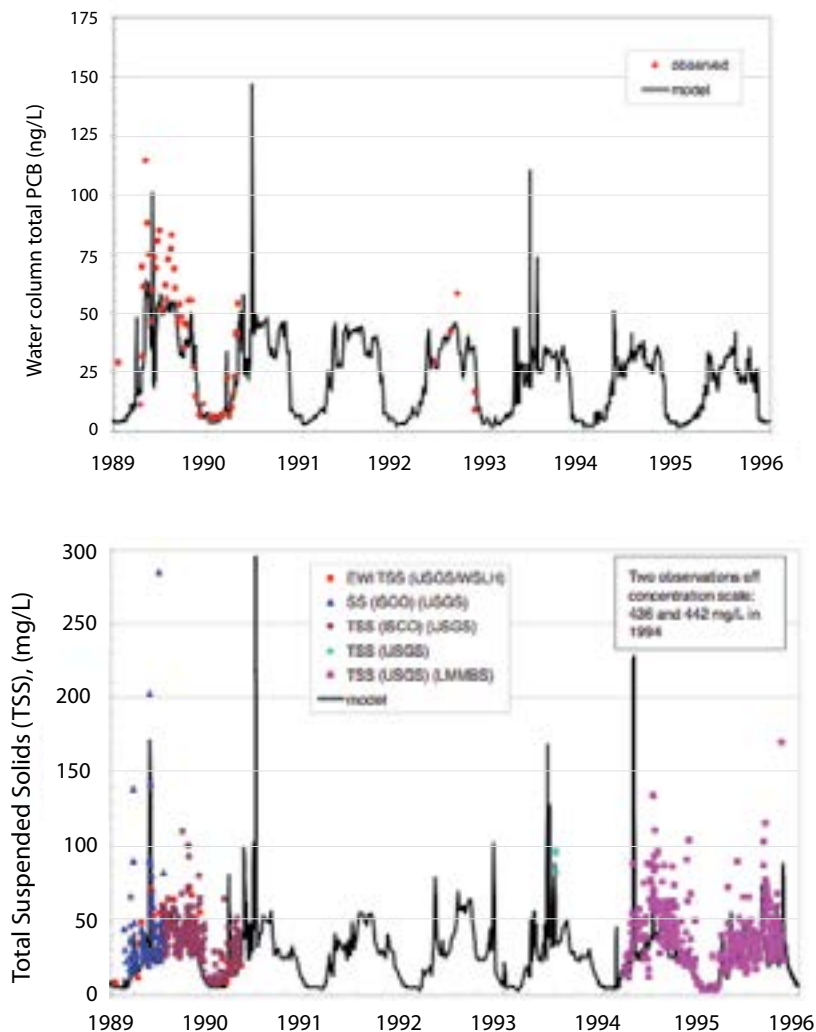 175
150
125
100
75
50
25
0
Water column total PCB (ng/L)
observed
model
1989 1990 1991 1992 1993 1994 1995 1996
300
250
200
150
100
50
0
Total Suspended Solids (TSS), (mg/L)
EWI TSS (USGS/WSLH)
SS (ISCO) (USGS)
TSS (ISCO) (USGS)
TSS (USGS)
TSS (USGS) (LMMBS)
model
Two observations off
concentration scale:
436 and 442 mg/L in
1994
1989 1990 1991 1992 1993 1994 1995 1996